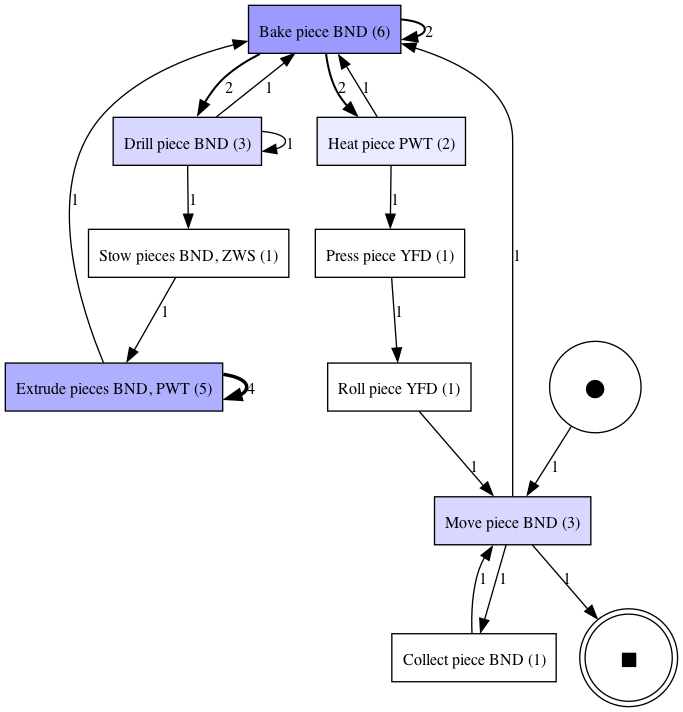 Bake piece BND (6)
2
2
1
2
1
Drill piece BND (3)
1
Heat piece PWT (2)
1
1
1
1
Stow pieces BND, ZWS (1)
Press piece YFD (1)
1
1
Extrude pieces BND, PWT (5)
4
Roll piece YFD (1)
1
1
Move piece BND (3)
1
1
1
Collect piece BND (1)